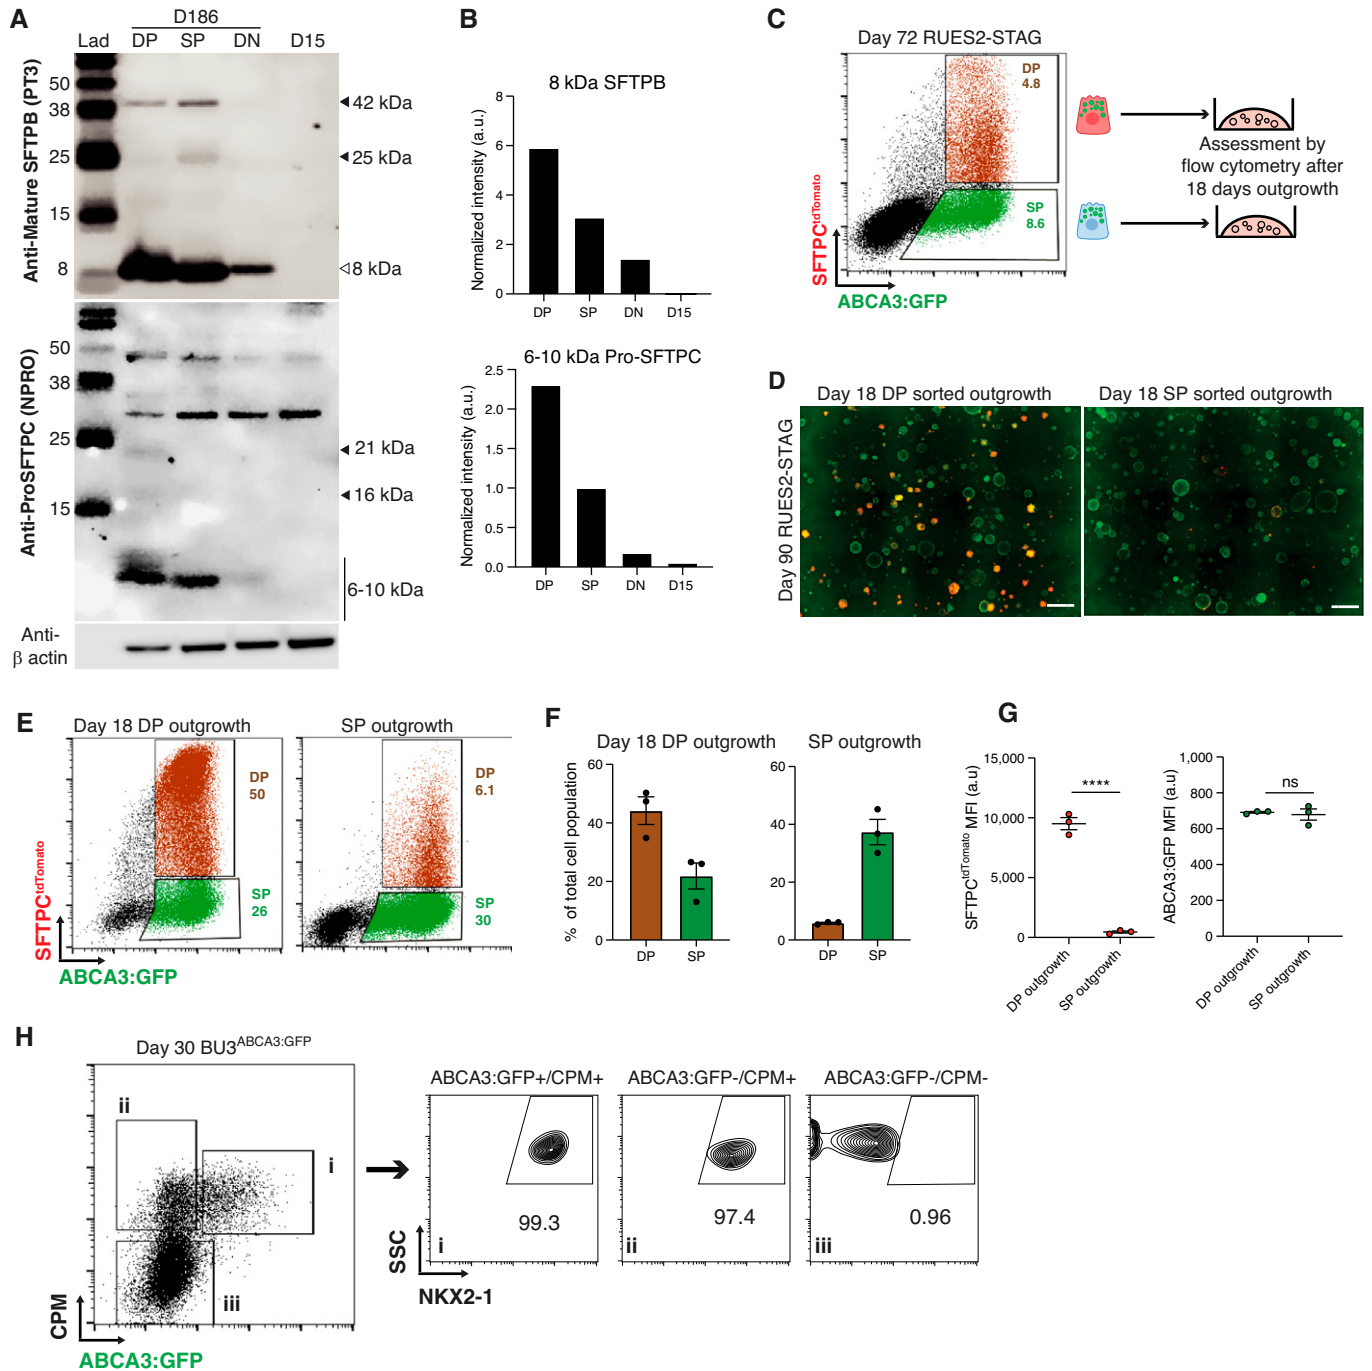 A
D186
Lad DP SP DN D15
Anti-Mature SFTPB (PT3)
50
38
25
15
8
42 kDa
25 kDa
8 kDa
Anti-ProSFTPC (NPRO)
50
38
25
15
21 kDa
16 kDa
6-10 kDa
Anti-
β actin
B
8 kDa SFTPB
Normalized intensity (a.u.)
8
6
4
2
0
DP SP DN D15
6-10 kDa Pro-SFTPC
Normalized intensity (a.u.)
2.5
2.0
1.5
1.0
0.5
0.0
DP SP DN D15
C
Day 72 RUES2-STAG
DP
4.8
SP
8.6
SFTPCtdTomato
ABCA3:GFP
Assessment by
flow cytometry after
18 days outgrowth
D
Day 18 DP sorted outgrowth
Day 18 SP sorted outgrowth
Day 90 RUES2-STAG
E
Day 18 DP outgrowth
SP outgrowth
DP
50
SP
26
DP
6.1
SP
30
SFTPCtdTomato
ABCA3:GFP
F
Day 18 DP outgrowth
SP outgrowth
% of total cell population
60
40
20
0
DP SP
60
40
20
0
DP SP
G
SFTPCtdTomato MFI (a.u)
15,000
10,000
5,000
0
****
DP outgrowth
SP outgrowth
ABCA3:GFP MFI (a.u)
1,000
800
600
400
200
0
ns
DP outgrowth
SP outgrowth
H
Day 30 BU3ABCA3:GFP
ii
i
iii
CPM
ABCA3:GFP
ABCA3:GFP+/CPM+
ABCA3:GFP-/CPM+
ABCA3:GFP-/CPM-
99.3
97.4
0.96
i
ii
iii
SSC
NKX2-1